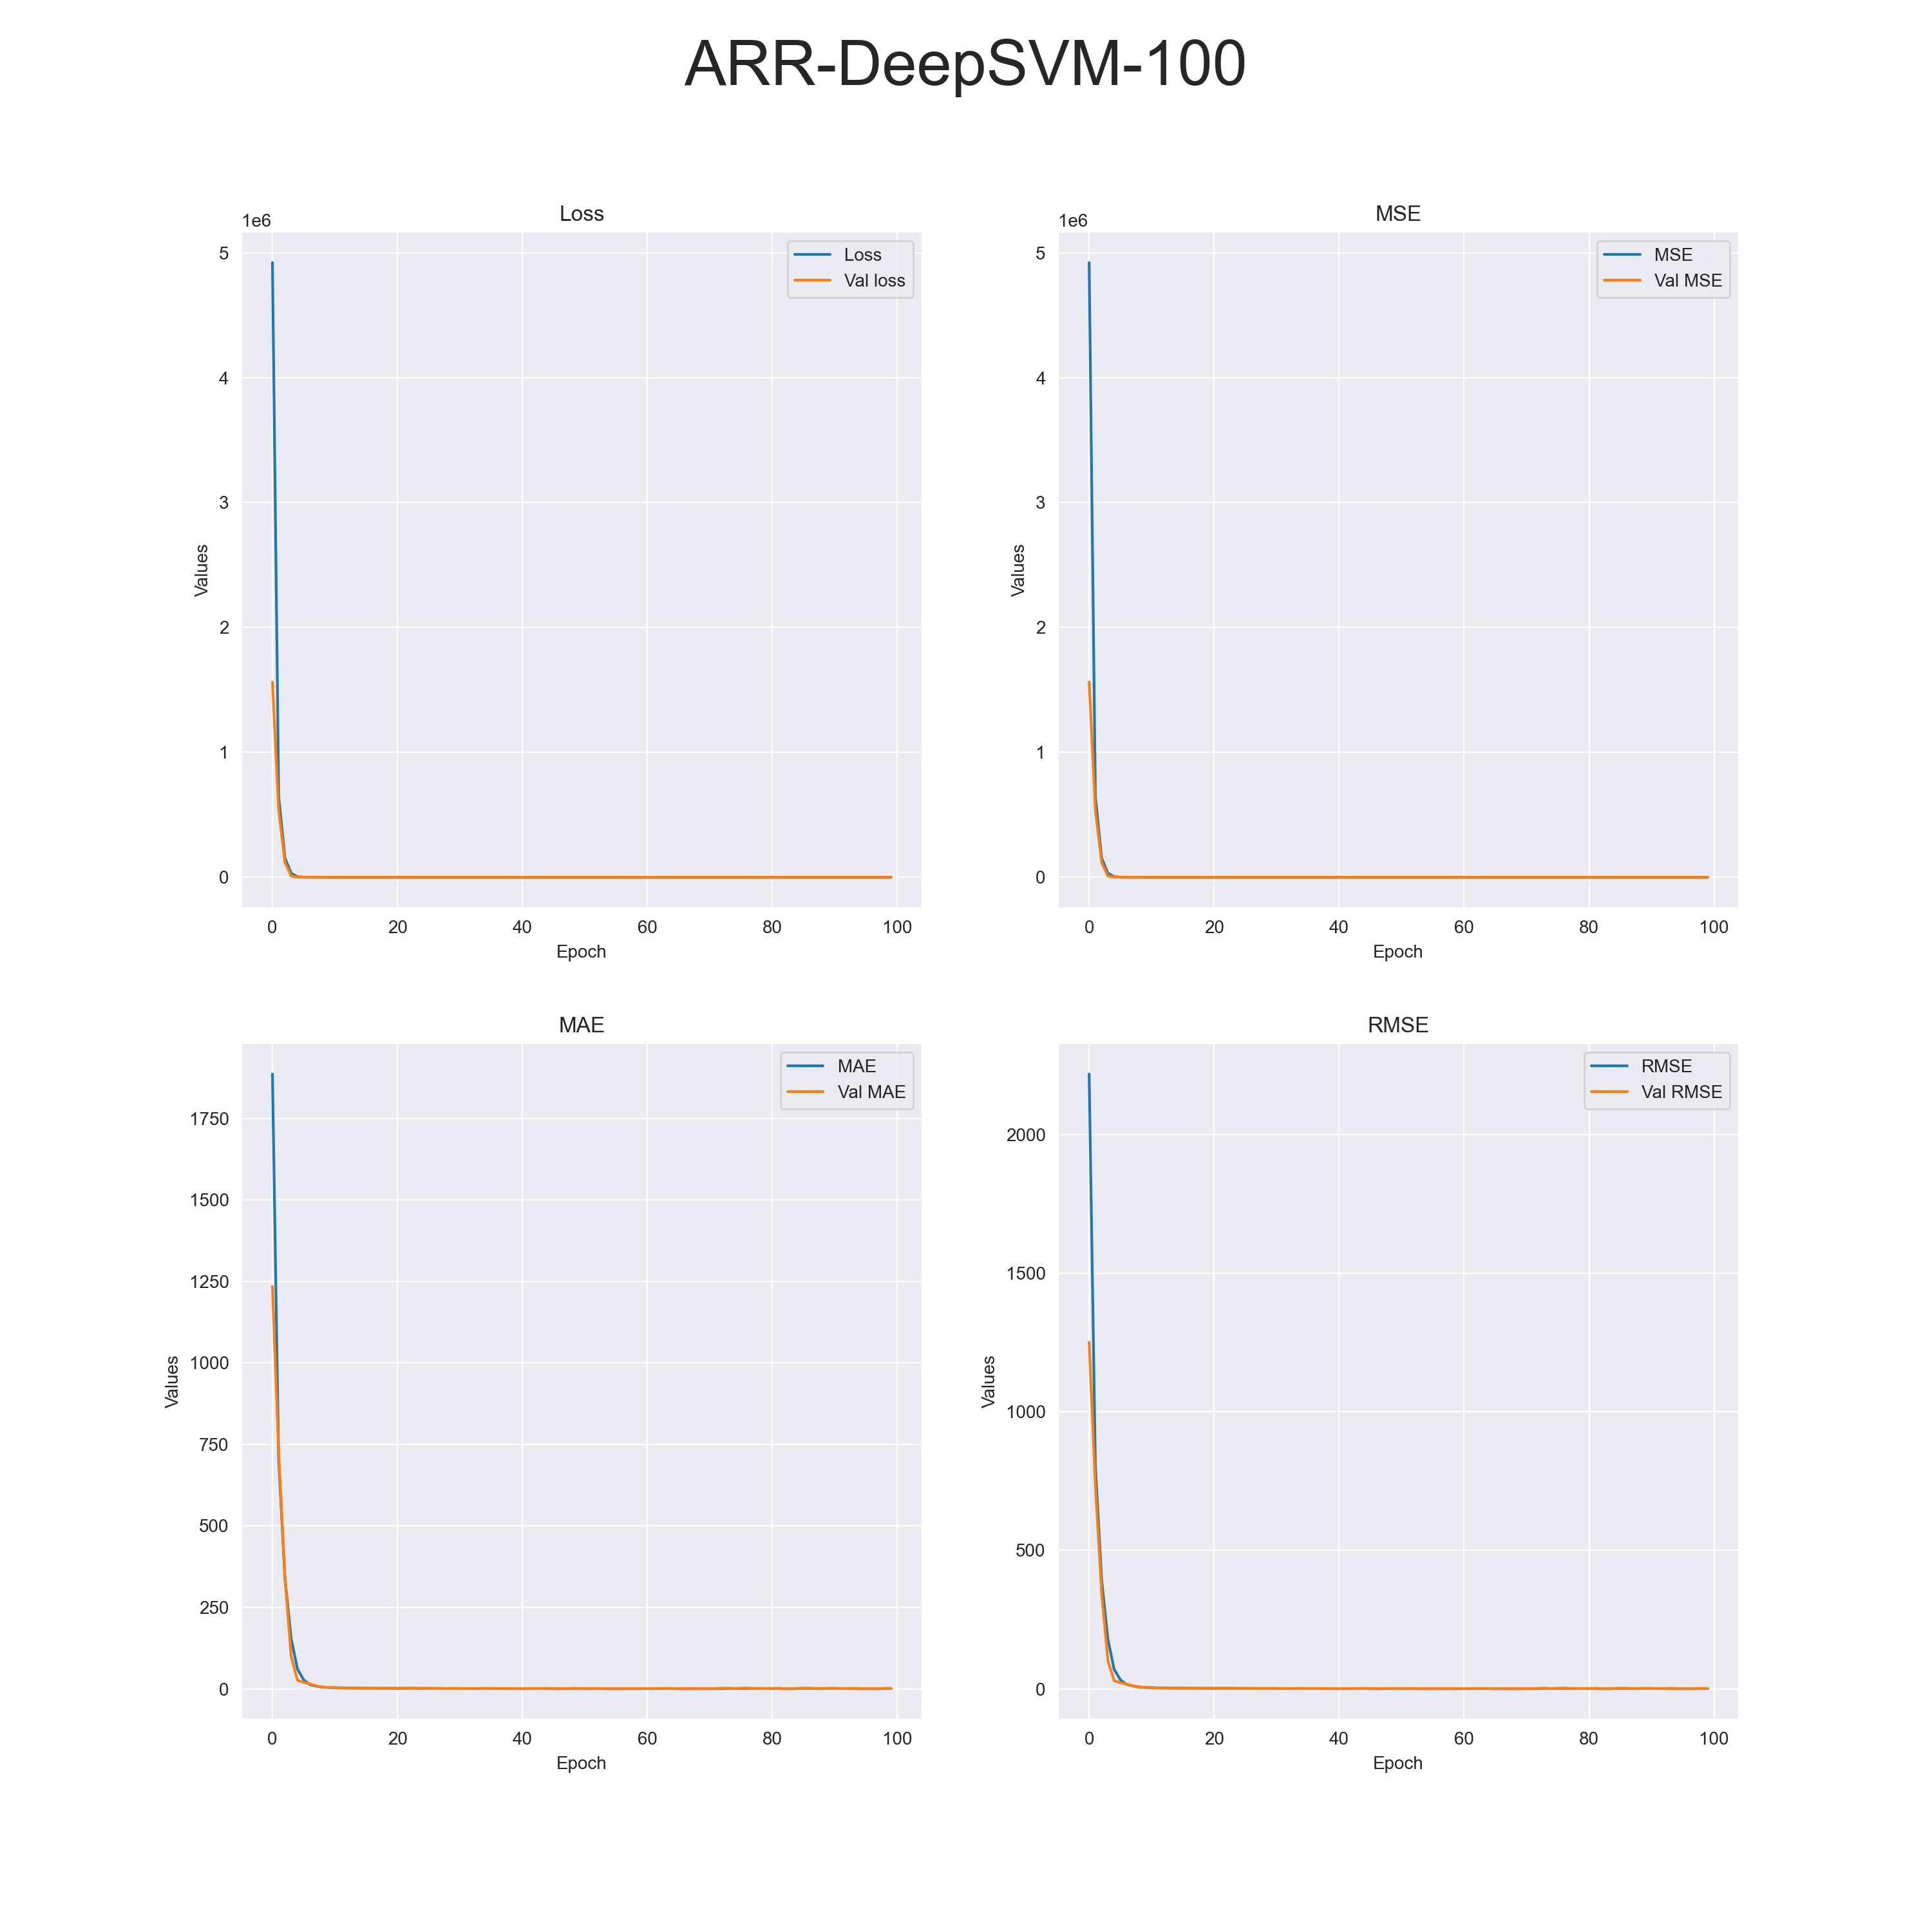 ARR-DeepSVM-100
Loss
1e6
Loss
Val loss
5
4
3
2
1
0
Values
0 20 40 60 80 100
Epoch
MSE
1e6
MSE
Val MSE
5
4
3
2
1
0
Values
0 20 40 60 80 100
Epoch
MAE
MAE
Val MAE
1750
1500
1250
1000
750
500
250
0
Values
0 20 40 60 80 100
Epoch
RMSE
RMSE
Val RMSE
2000
1500
1000
500
0
Values
0 20 40 60 80 100
Epoch